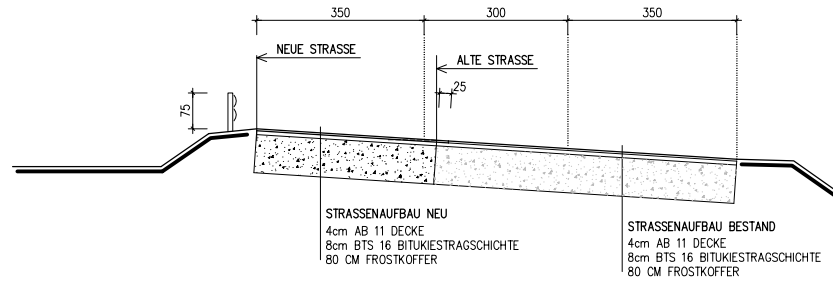 350 300 350
NEUE STRASSE
ALTE STRASSE
25
75
STRASSENAUFBAU NEU
4cm AB 11 DECKE
8cm BTS 16 BITUKIESTRAGSCHICHTE
80 CM FROSTKOFFER
STRASSENAUFBAU BESTAND
4cm AB 11 DECKE
8cm BTS 16 BITUKIESTRAGSCHICHTE
80 CM FROSTKOFFER